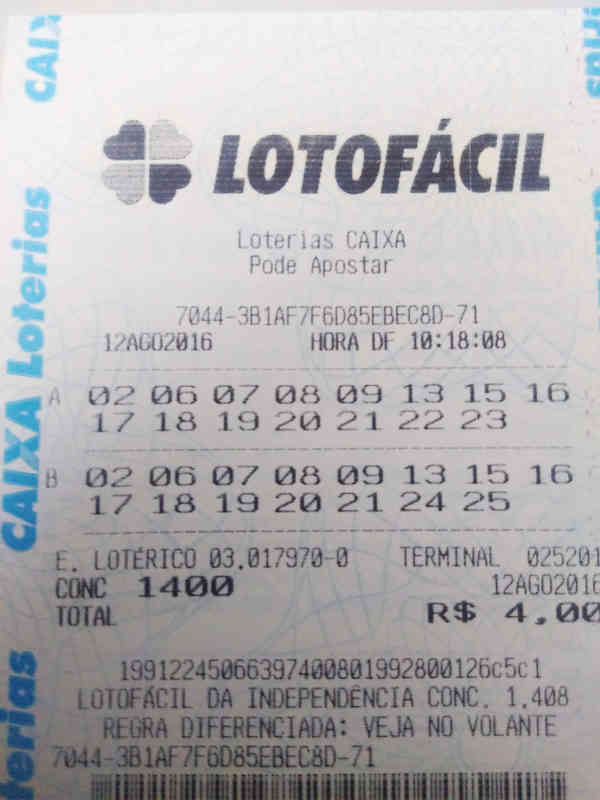 CAIXA
LOTOFÁCIL
Loterias CAIXA
Pode Apostar
7044-3B1AF7F6D85EBEC8D-71
12AGO2016 HORA DF 10:18:08
A 02 06 07 08 09 13 15 16
17 18 19 20 21 22 23
B 02 06 07 08 09 13 15 16
17 18 19 20 21 24 25
E. LOTÉRICO 03.017970-0 TERMINAL 025201
CONC 1400 12AGO2016
TOTAL R$ 4,00
19912245066397400801992800126c5c1
LOTOFÁCIL DA INDEPENDÊNCIA CONC. 1.408
REGRA DIFERENCIADA: VEJA NO VOLANTE
7044-3B1AF7F6D85EBEC8D-71
CAIXA Loterias
terias